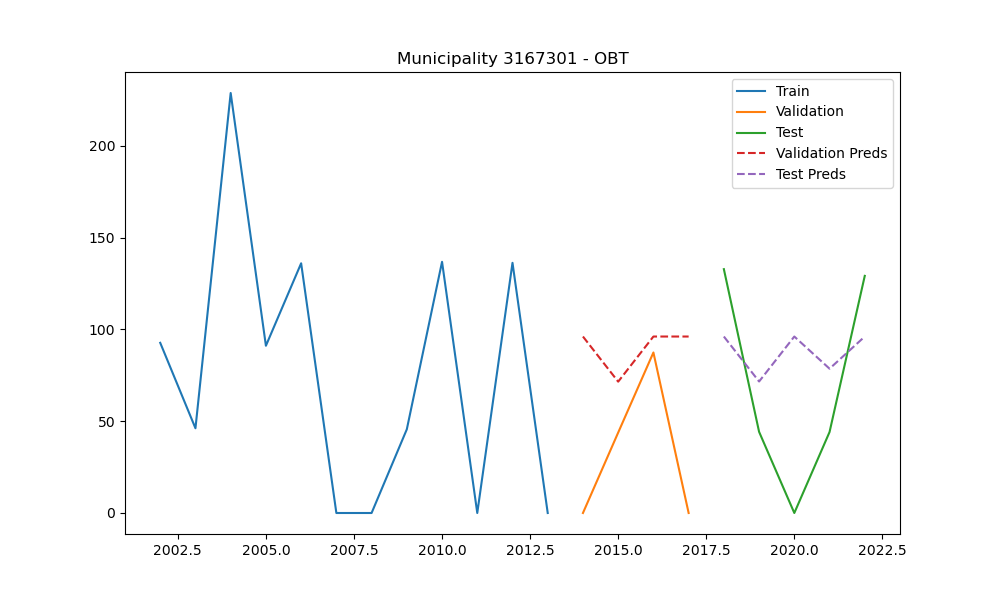 Municipality 3167301 - OBT
Train
Validation
Test
Validation Preds
Test Preds
200
150
100
50
0
2002.5 2005.0 2007.5 2010.0 2012.5 2015.0 2017.5 2020.0 2022.5